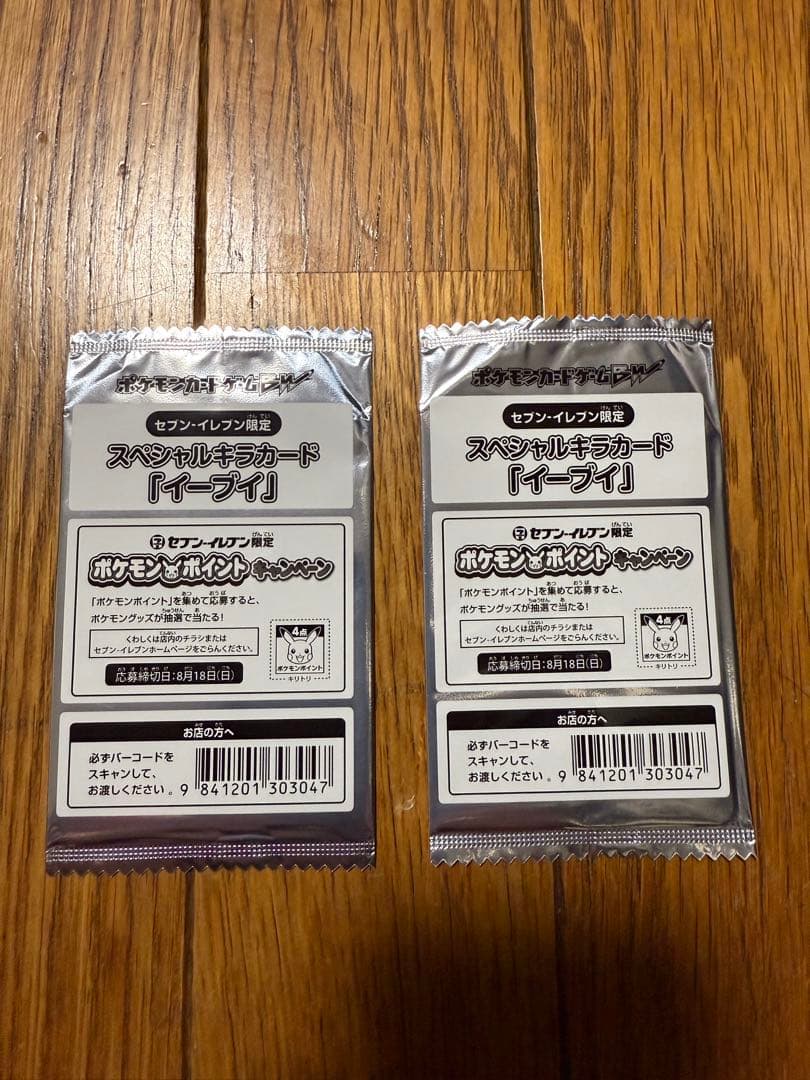 ポケモンカードゲームBW
セブン-イレブン限定
スペシャルキラカード
「イーブイ」
セブン-イレブン限定
ポケモンポイントキャンペーン
「ポケモンポイント」を集めて応募すると、
ポケモングッズが抽選で当たる!
くわしくは店内のチラシまたは
セブン-イレブンホームページをごらんください。
応募締切日:8月18日(日)
4点
ポケモンポイント
キリトリ
お店の方へ
必ずバーコードを
スキャンして、
お渡しください。
9 841201 303047
ポケモンカードゲームBW
セブン-イレブン限定
スペシャルキラカード
「イーブイ」
セブン-イレブン限定
ポケモンポイントキャンペーン
「ポケモンポイント」を集めて応募すると、
ポケモングッズが抽選で当たる!
くわしくは店内のチラシまたは
セブン-イレブンホームページをごらんください。
応募締切日:8月18日(日)
4点
ポケモンポイント
キリトリ
お店の方へ
必ずバーコードを
スキャンして、
お渡しください。
9 841201 303047